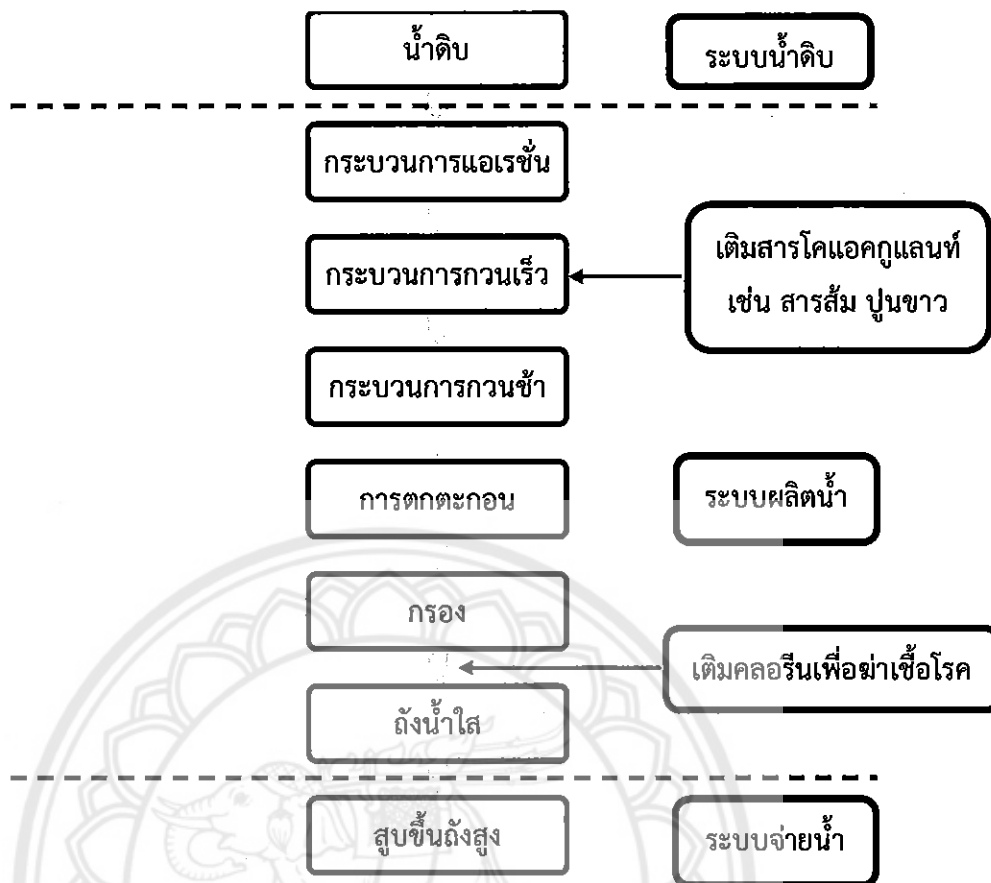 น้ำดิบ
ระบบน้ำดิบ
กระบวนการแอเรชั่น
กระบวนการกวนเร็ว
เติมสารโคแอคกูแลนท์
เช่น สารส้ม ปูนขาว
กระบวนการกวนช้า
การตกตะกอน
ระบบผลิตน้ำ
กรอง
เติมคลอรีนเพื่อฆ่าเชื้อโรค
ถังน้ำใส
สูบขึ้นถังสูง
ระบบจ่ายน้ำ